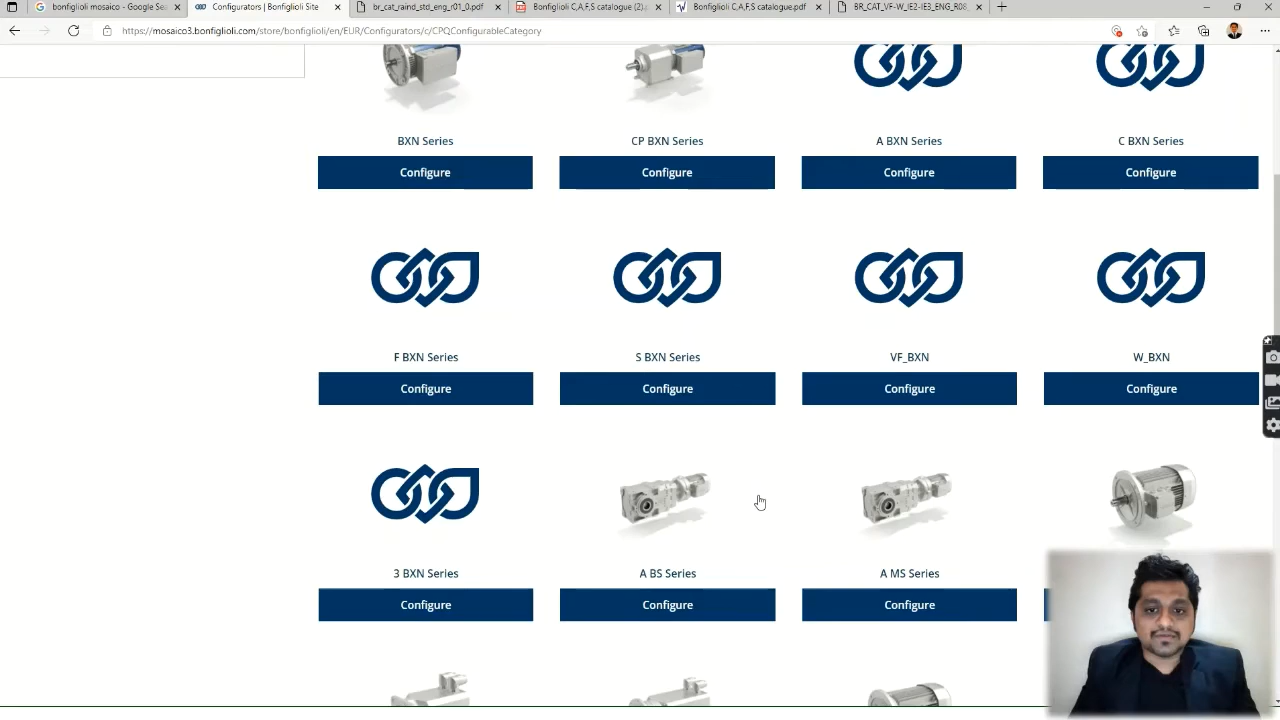 bonfiglioli mosaico - Google Sea
Configurators | Bonfiglioli Site
br_cat_raind_std_eng_r01_0.pdf
Bonfiglioli C,A,F,S catalogue (2).p
Bonfiglioli C,A,F,S catalogue.pdf
BR_CAT_VF-W_IE2-IE3_ENG_R08_
https://mosaico3.bonfiglioli.com/store/bonfiglioli/en/EUR/Configurators/c/CPQConfigurableCategory
BXN Series
CP BXN Series
A BXN Series
C BXN Series
Configure
Configure
Configure
Configure
F BXN Series
S BXN Series
VF_BXN
W_BXN
Configure
Configure
Configure
Configure
3 BXN Series
A BS Series
A MS Series
Configure
Configure
Configure